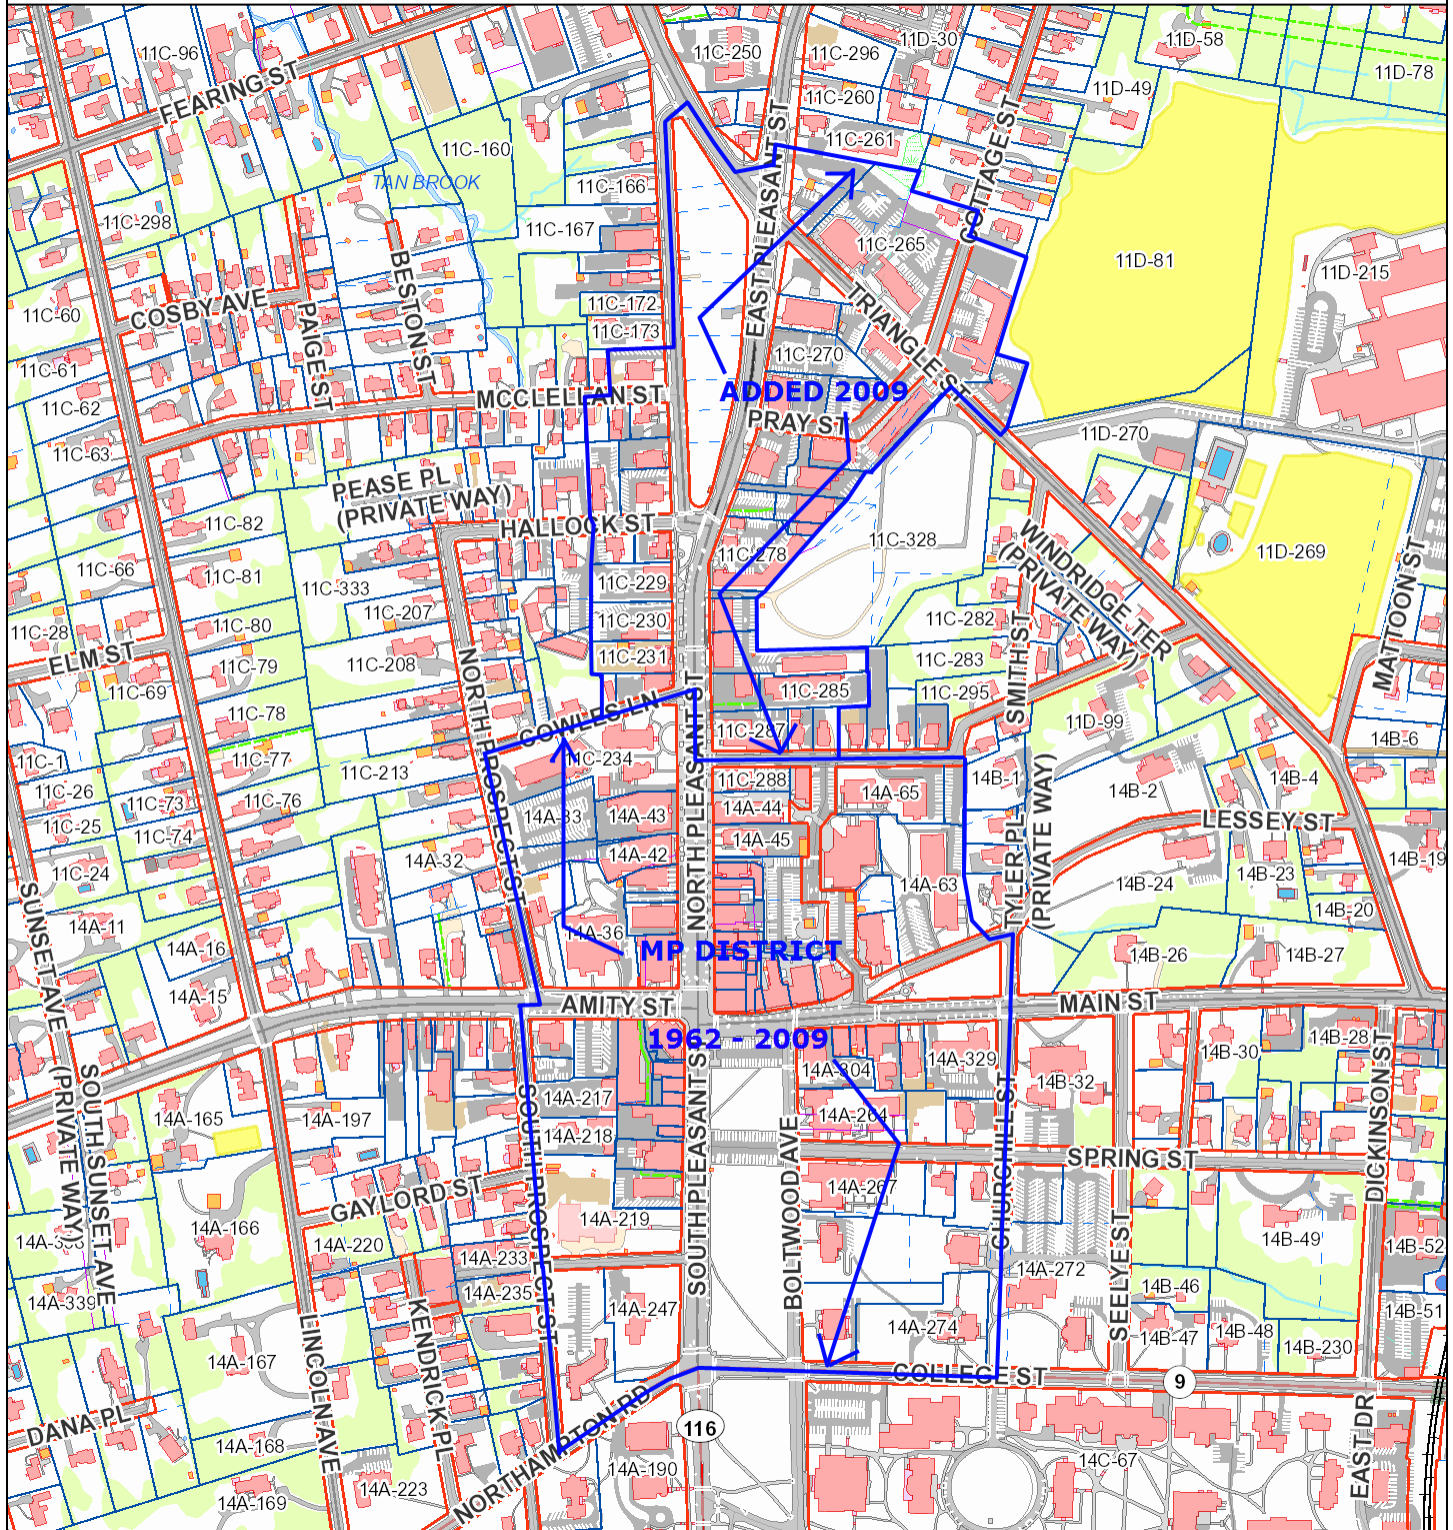 11C-250
11C-296
11D-30
11D-58
11C-96
11D-78
FEARING ST
11C-260
11D-49
11C-261
COTTAGE ST
11C-160
TAN BROOK
11C-166
EAST PLEASANT ST
11C-298
11C-167
11C-265
11D-81
11D-215
BESTON ST
COSBY AVE
11C-172
TRIANGLE ST
11C-60
PAIGE ST
11C-173
11C-270
11C-61
MCCLELLAN ST
ADDED 2009
11C-62
PRAY ST
11C-63
11D-270
PEASE PL
(PRIVATE WAY)
HALLOCK ST
11C-82
11C-278
11C-328
WINDRIDGE TER
(PRIVATE WAY)
11D-269
11C-66
11C-81
11C-333
11C-229
MATTOON ST
11C-207
11C-230
11C-282
11C-28
11C-80
SMITH ST
ELM ST
11C-79
11C-208
11C-231
11C-283
11C-69
NORTH PROSPECT ST
11C-285
11C-295
11C-78
COWLES LN
11D-99
11C-287
14B-6
11C-1
11C-77
11C-234
11C-213
11C-288
14B-1
14B-4
11C-26
11C-73
11C-76
14A-44
14A-65
14B-2
11C-25
11C-74
14A-33
14A-43
LESSEY ST
14A-45
NORTH PLEASANT ST
TYLER PL
(PRIVATE WAY)
14A-32
14A-42
14B-19
11C-24
14A-63
14B-24
14B-23
14A-11
14A-36
14B-20
14A-16
MP DISTRICT
14B-26
14B-27
SUNSET AVE
14A-15
AMITY ST
MAIN ST
1962 - 2009
14B-28
14A-304
14A-329
14B-30
14B-32
SOUTH SUNSET AVE
(PRIVATE WAY)
14A-165
14A-197
14A-217
14A-264
14A-218
SOUTH PROSPECT ST
SOUTH PLEASANT ST
BOLTWOOD AVE
CHURCHILL ST
SPRING ST
DICKINSON ST
GAYLORD ST
14A-267
14A-166
14A-219
14A-220
14B-49
14B-52
14A-233
14A-272
SEELYE ST
14A-339
14A-235
14B-46
14A-247
14A-274
14B-51
14A-167
14B-47
14B-48
14B-230
KENDRICK PL
LINCOLN AVE
COLLEGE ST
9
DANA PL
NORTHAMPTON RD
116
EAST DR
14A-168
14A-190
14C-67
14A-223
14A-169